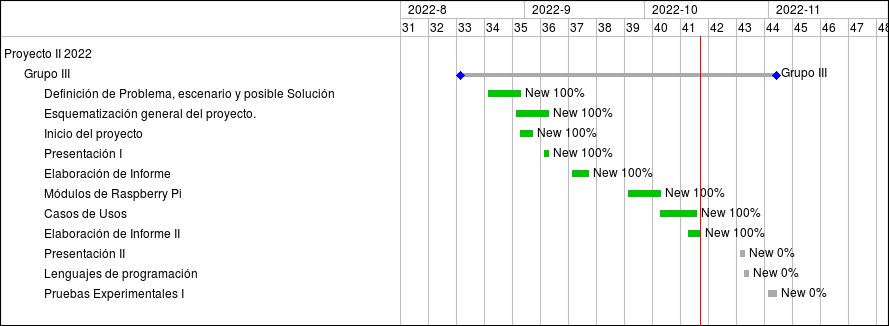 2022-8 2022-9 2022-10 2022-11
31 32 33 34 35 36 37 38 39 40 41 42 43 44 45 46 47 48
Proyecto II 2022
Grupo III Grupo III
Definición de Problema, escenario y posible Solución New 100%
Esquematización general del proyecto. New 100%
Inicio del proyecto New 100%
Presentación I New 100%
Elaboración de Informe New 100%
Módulos de Raspberry Pi New 100%
Casos de Usos New 100%
Elaboración de Informe II New 100%
Presentación II New 0%
Lenguajes de programación New 0%
Pruebas Experimentales I New 0%